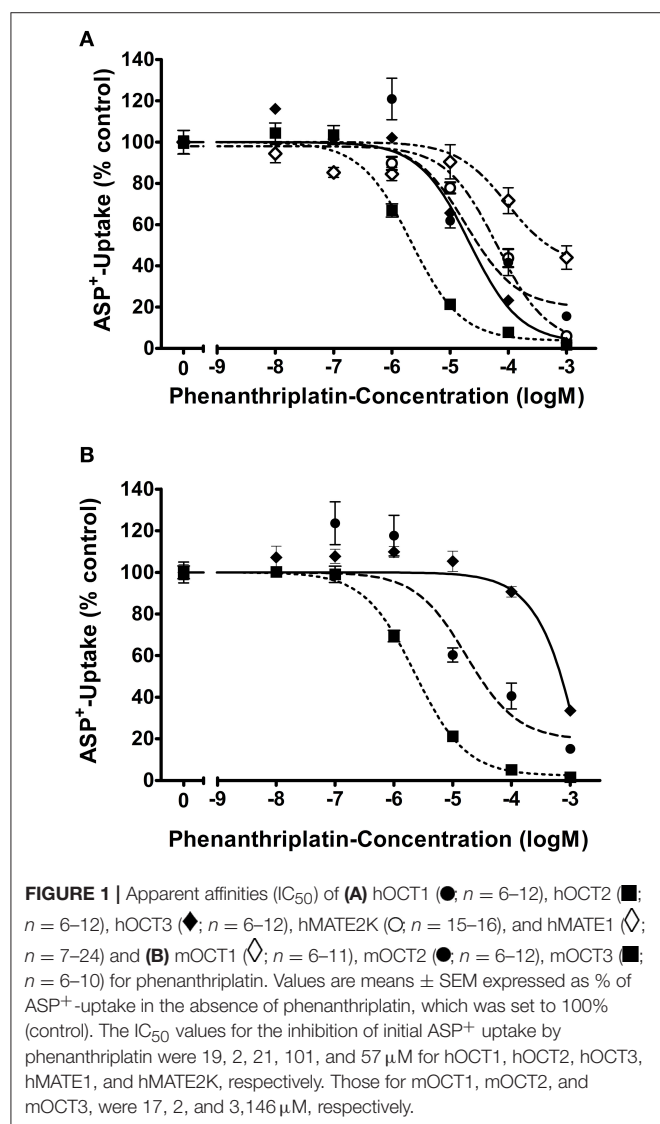 A
140
120
100
80
60
40
20
0
ASP+-Uptake (% control)
0 -9 -8 -7 -6 -5 -4 -3
Phenanthriplatin-Concentration (logM)
B
140
120
100
80
60
40
20
0
ASP+-Uptake (% control)
0 -9 -8 -7 -6 -5 -4 -3
Phenanthriplatin-Concentration (logM)
FIGURE 1 | Apparent affinities (IC50) of (A) hOCT1 (●; n = 6–12), hOCT2 (■;
n = 6–12), hOCT3 (◆; n = 6–12), hMATE2K (○; n = 15–16), and hMATE1 (◇;
n = 7–24) and (B) mOCT1 (◇; n = 6–11), mOCT2 (●; n = 6–12), mOCT3 (■;
n = 6–10) for phenanthriplatin. Values are means ± SEM expressed as % of
ASP+-uptake in the absence of phenanthriplatin, which was set to 100%
(control). The IC50 values for the inhibition of initial ASP+ uptake by
phenanthriplatin were 19, 2, 21, 101, and 57 μM for hOCT1, hOCT2, hOCT3,
hMATE1, and hMATE2K, respectively. Those for mOCT1, mOCT2, and
mOCT3, were 17, 2, and 3,146 μM, respectively.